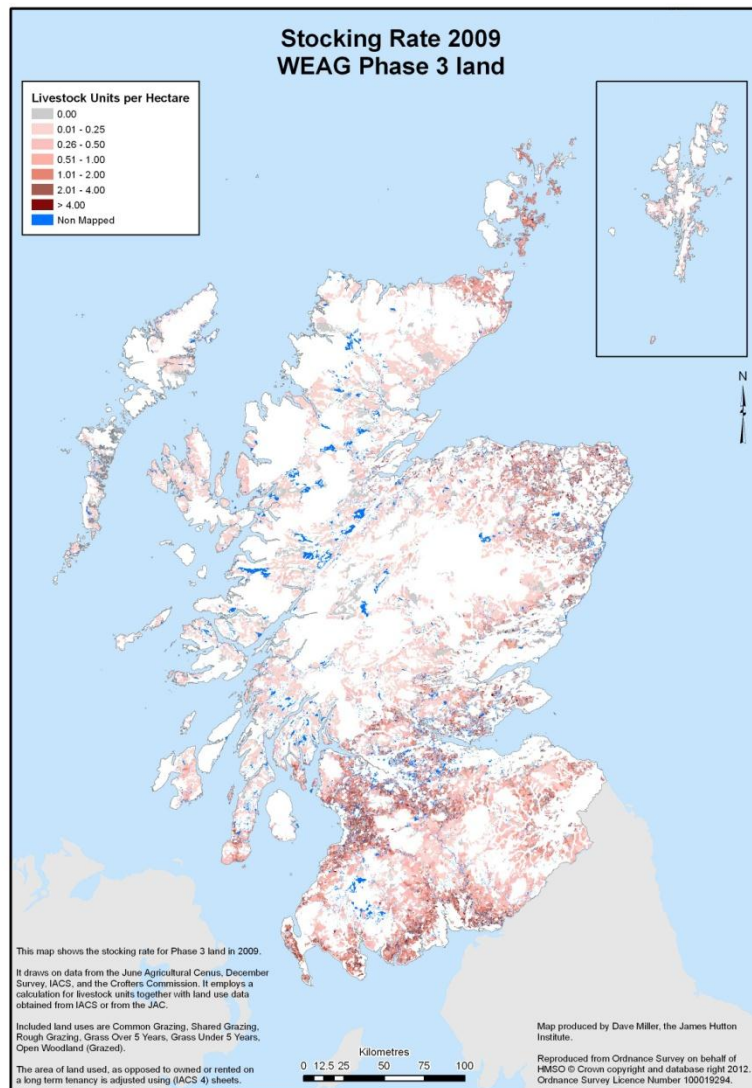 Stocking Rate 2009
WEAG Phase 3 land
Livestock Units per Hectare
0.00
0.01 - 0.25
0.26 - 0.50
0.51 - 1.00
1.01 - 2.00
2.01 - 4.00
> 4.00
Non Mapped
N
This map shows the stocking rate for Phase 3 land in 2009.
It draws on data from the June Agricultural Cenus, December
Survey, IACS, and the Crofters Commission. It employs a
calculation for livestock units together with land use data
obtained from IACS or from the JAC.
Included land uses are Common Grazing, Shared Grazing,
Rough Grazing, Grass Over 5 Years, Grass Under 5 Years,
Open Woodland (Grazed).
The area of land used, as opposed to owned or rented on
a long term tenancy is adjusted using (IACS 4) sheets.
Kilometres
0 12.5 25 50 75 100
Map produced by Dave Miller, the James Hutton
Institute.
Reproduced from Ordnance Survey on behalf of
HMSO © Crown copyright and database right 2012.
Ordnance Survey Licence Number 100019294.